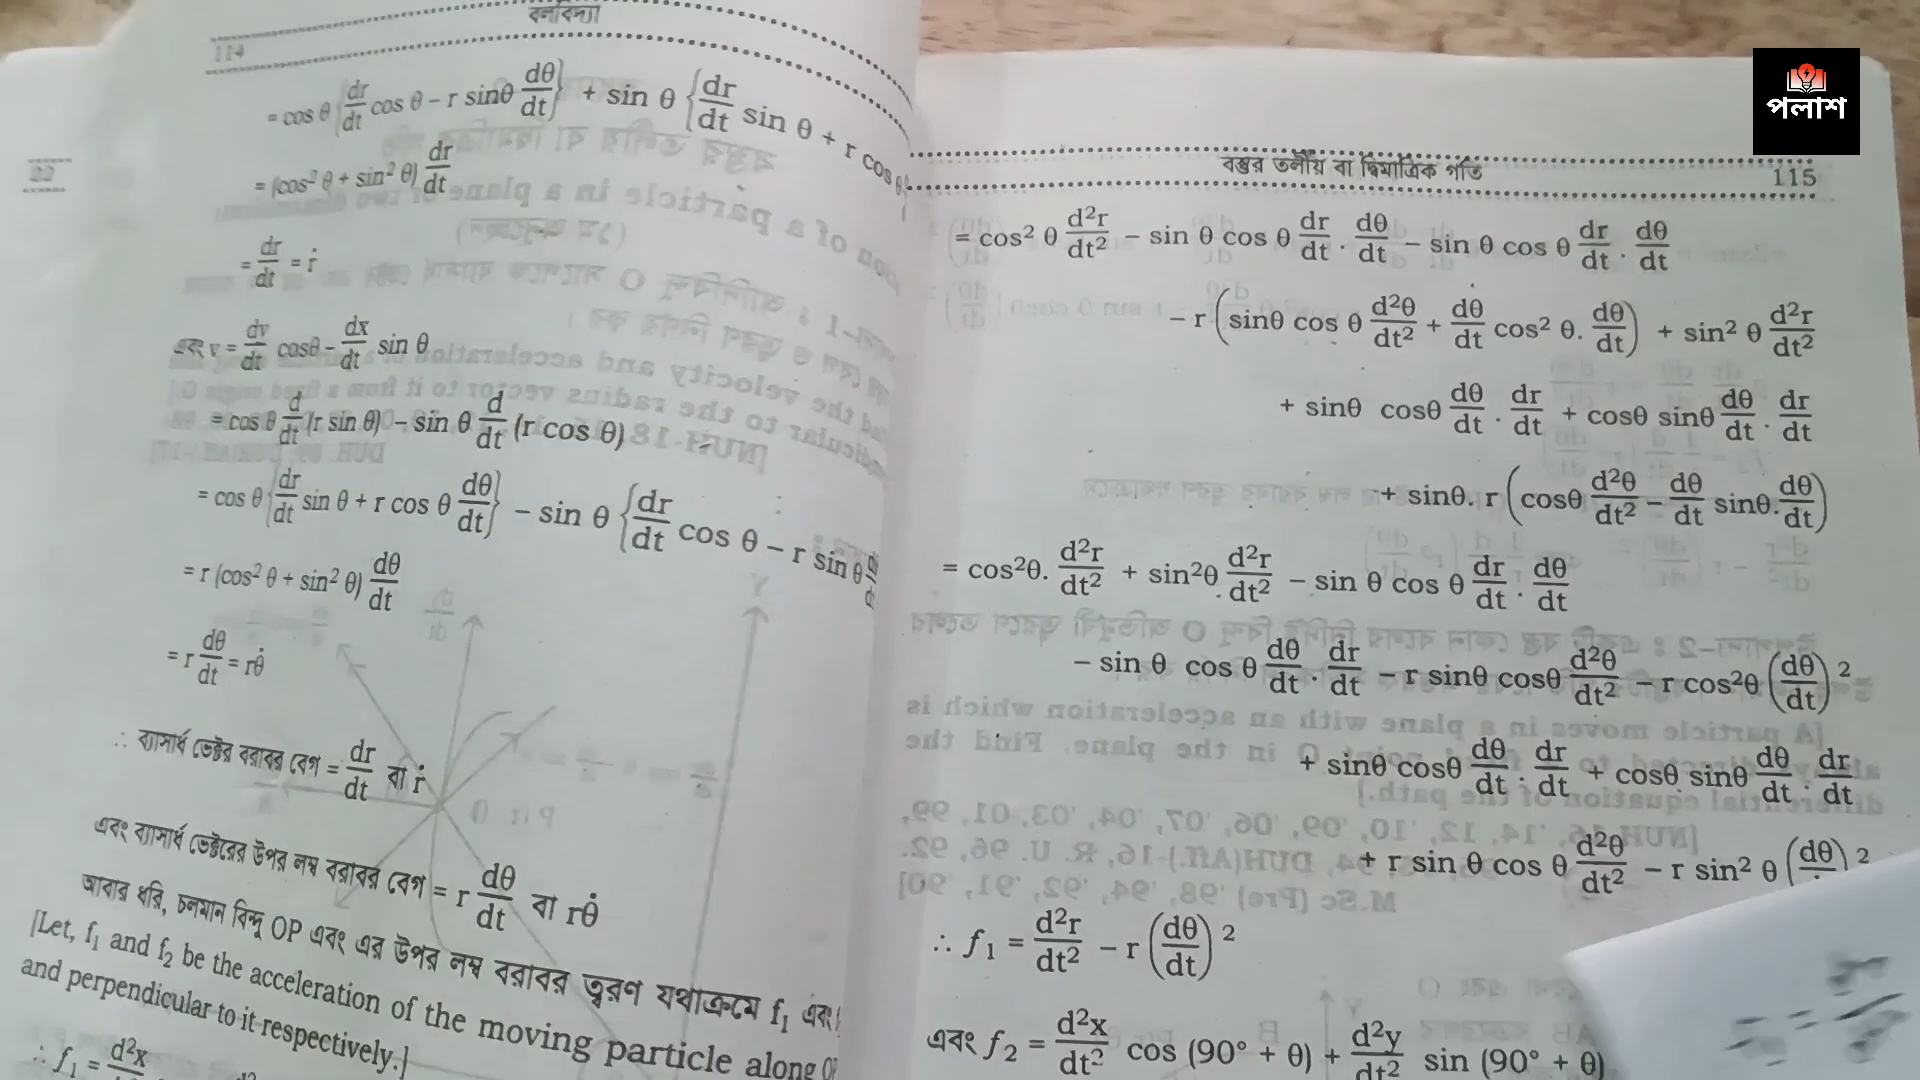 বলবিদ্যা
114
= cos θ {dr/dt cos θ – r sinθ dθ/dt} + sin θ {dr/dt sin θ + r cos θ
= (cos² θ + sin² θ) dr/dt
= dr/dt = ṙ
22
এবং v = dy/dt cosθ – dx/dt sin θ
= cos θ d/dt (r sin θ) – sin θ d/dt (r cos θ)
= cos θ {dr/dt sin θ + r cos θ dθ/dt} – sin θ {dr/dt cos θ – r sin θ dθ/dt
= r (cos² θ + sin² θ) dθ/dt
= r dθ/dt = rθ̇
∴ ব্যাসার্ধ ভেক্টর বরাবর বেগ = dr/dt বা ṙ
এবং ব্যাসার্ধ ভেক্টরের উপর লম্ব বরাবর বেগ = r dθ/dt বা rθ̇
আবার ধরি, চলমান বিন্দু OP এবং এর উপর লম্ব বরাবর ত্বরণ যথাক্রমে f₁ এবং
[Let, f₁ and f₂ be the acceleration of the moving particle along
and perpendicular to it respectively.]
∴ f₁ = d²x
পলাশ
বস্তুর তলীয় বা দ্বিমাত্রিক গতি 115
= cos² θ d²r/dt² – sin θ cos θ dr/dt . dθ/dt – sin θ cos θ dr/dt . dθ/dt
– r (sinθ cos θ d²θ/dt² + dθ/dt cos² θ. dθ/dt) + sin² θ d²r/dt²
+ sinθ cosθ dθ/dt . dr/dt + cosθ sinθ dθ/dt . dr/dt
+ sinθ. r (cosθ d²θ/dt² – dθ/dt sinθ. dθ/dt)
= cos²θ. d²r/dt² + sin²θ d²r/dt² – sin θ cos θ dr/dt . dθ/dt
– sin θ cos θ dθ/dt . dr/dt – r sinθ cosθ d²θ/dt² – r cos²θ (dθ/dt)²
+ sinθ cosθ dθ/dt . dr/dt + cosθ sinθ dθ/dt . dr/dt
+ r sin θ cos θ d²θ/dt² – r sin² θ (dθ/ )²
∴ f₁ = d²r/dt² – r (dθ/dt)²
এবং f₂ = d²x/dt² cos (90° + θ) + d²y/dt² sin (90° + θ)